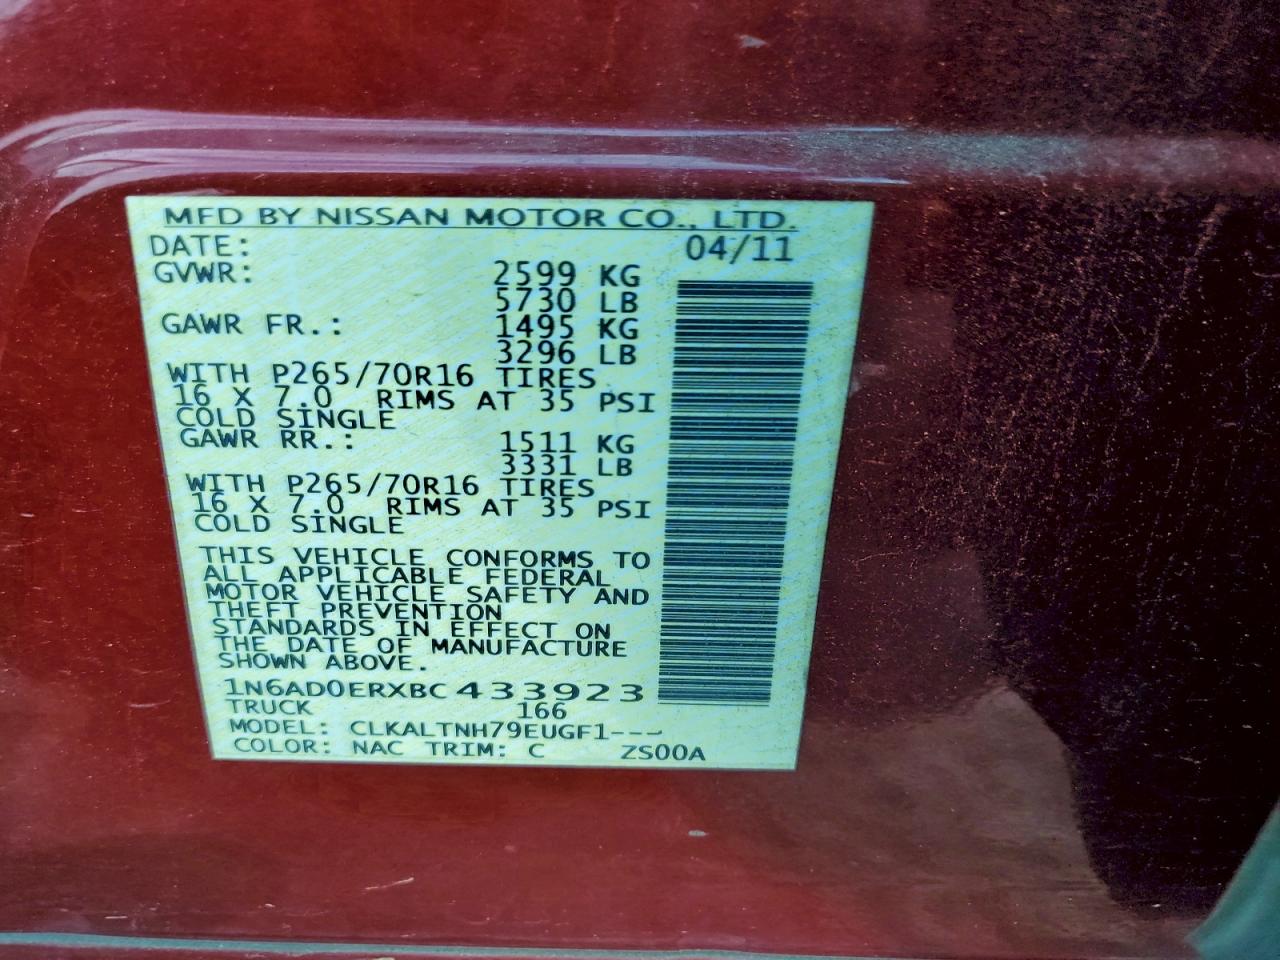 MFD BY NISSAN MOTOR CO., LTD.
DATE: 04/11
GVWR: 2599 KG
5730 LB
GAWR FR.: 1495 KG
3296 LB
WITH P265/70R16 TIRES
16 X 7.0 RIMS AT 35 PSI
COLD SINGLE
GAWR RR.: 1511 KG
3331 LB
WITH P265/70R16 TIRES
16 X 7.0 RIMS AT 35 PSI
COLD SINGLE
THIS VEHICLE CONFORMS TO
ALL APPLICABLE FEDERAL
MOTOR VEHICLE SAFETY AND
THEFT PREVENTION
STANDARDS IN EFFECT ON
THE DATE OF MANUFACTURE
SHOWN ABOVE.
1N6AD0ERXBC433923
TRUCK 166
MODEL: CLKALTNH79EUGF1---
COLOR: NAC TRIM: C ZS00A